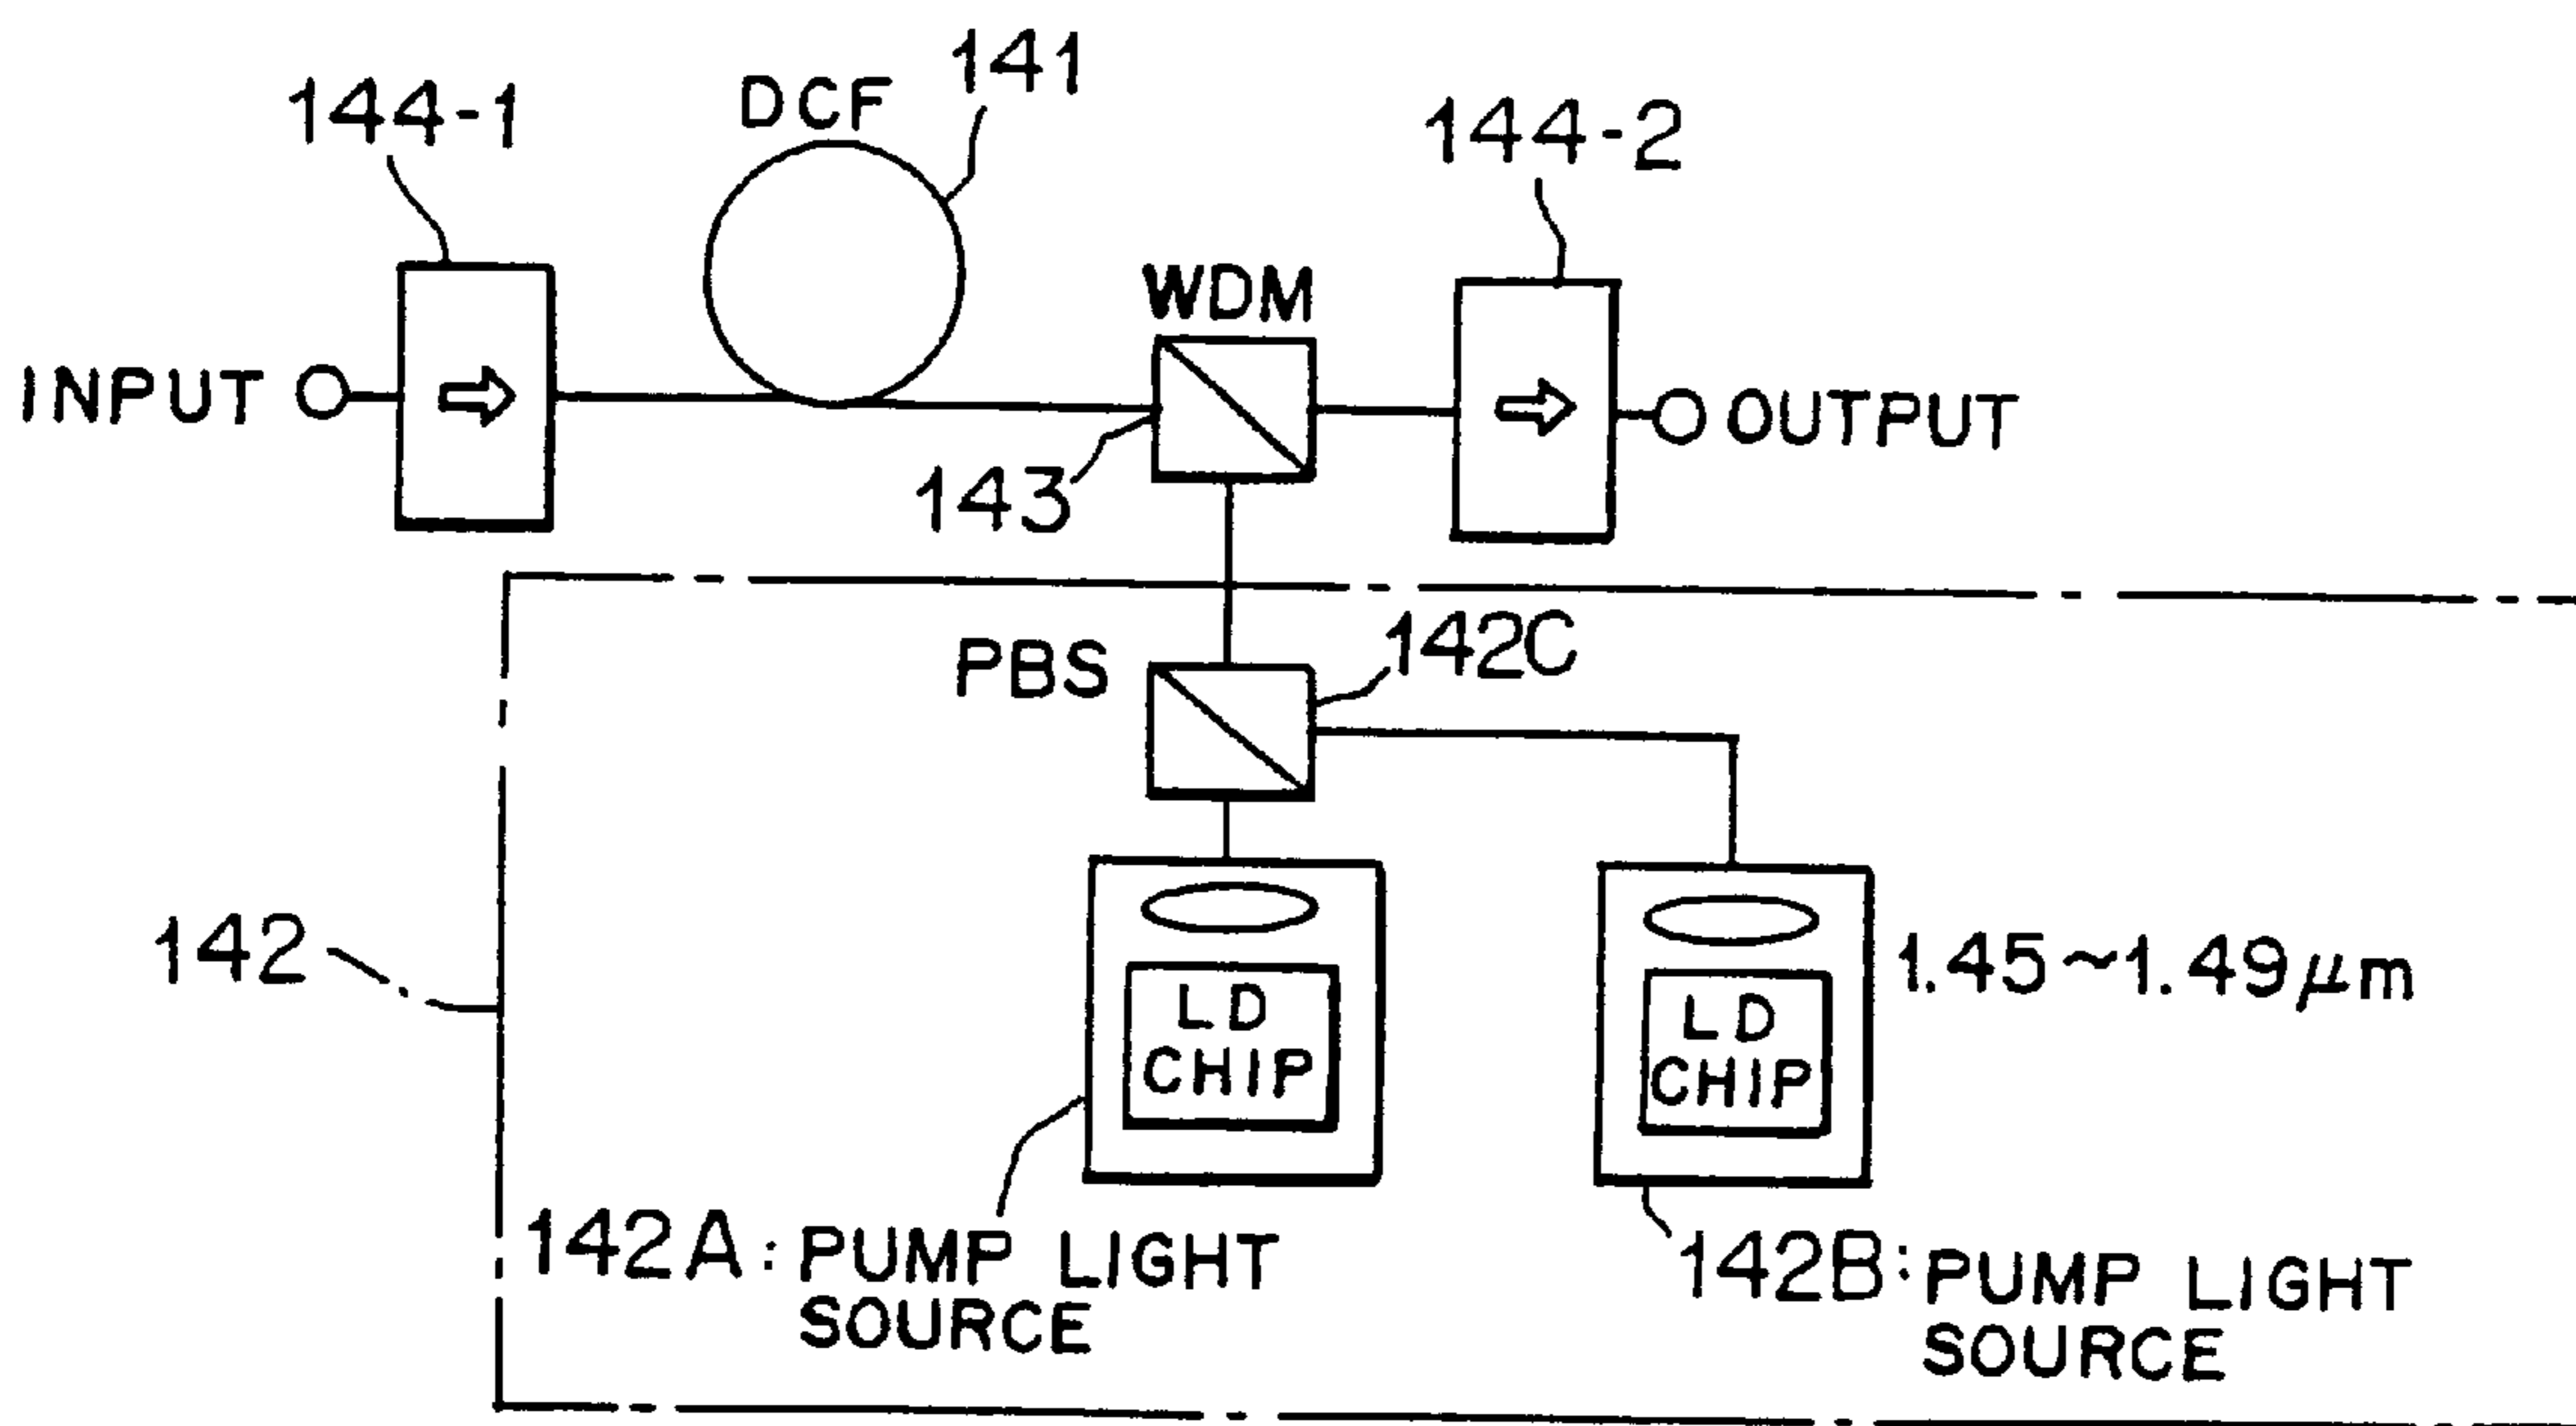 141
DCF
144-1
144-2
WDM
INPUT
OUTPUT
143
142C
PBS
142
1.45~1.49μm
LD
CHIP
LD
CHIP
142A: PUMP LIGHT
SOURCE
142B: PUMP LIGHT
SOURCE